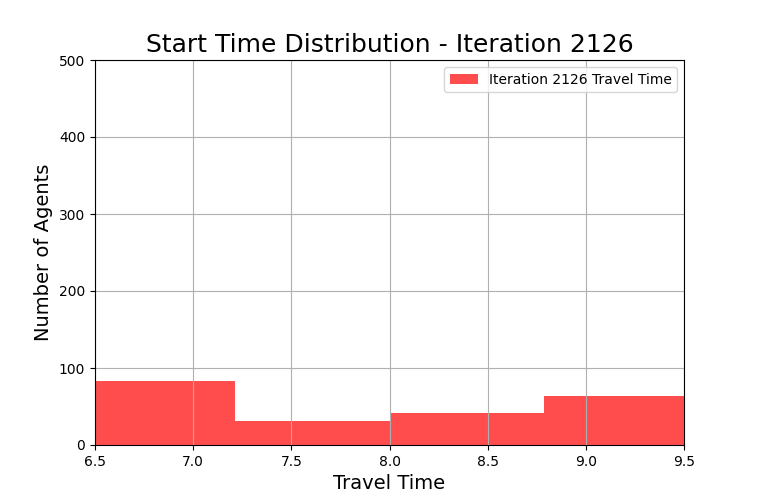 Start Time Distribution - Iteration 2126
500
400
300
200
100
0
Number of Agents
Iteration 2126 Travel Time
6.5 7.0 7.5 8.0 8.5 9.0 9.5
Travel Time